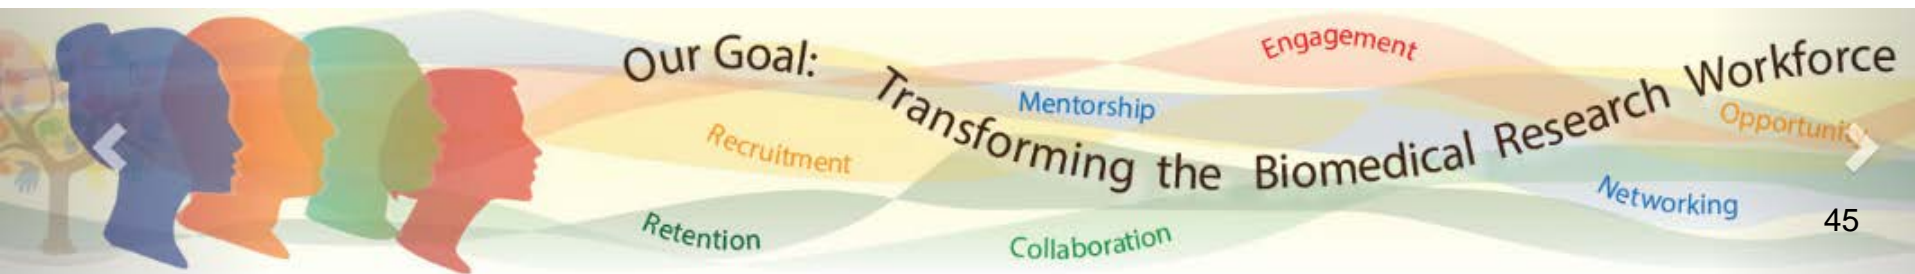 Our Goal: Transforming the Biomedical Research Workforce
Engagement
Mentorship
Recruitment
Retention
Collaboration
Networking
45